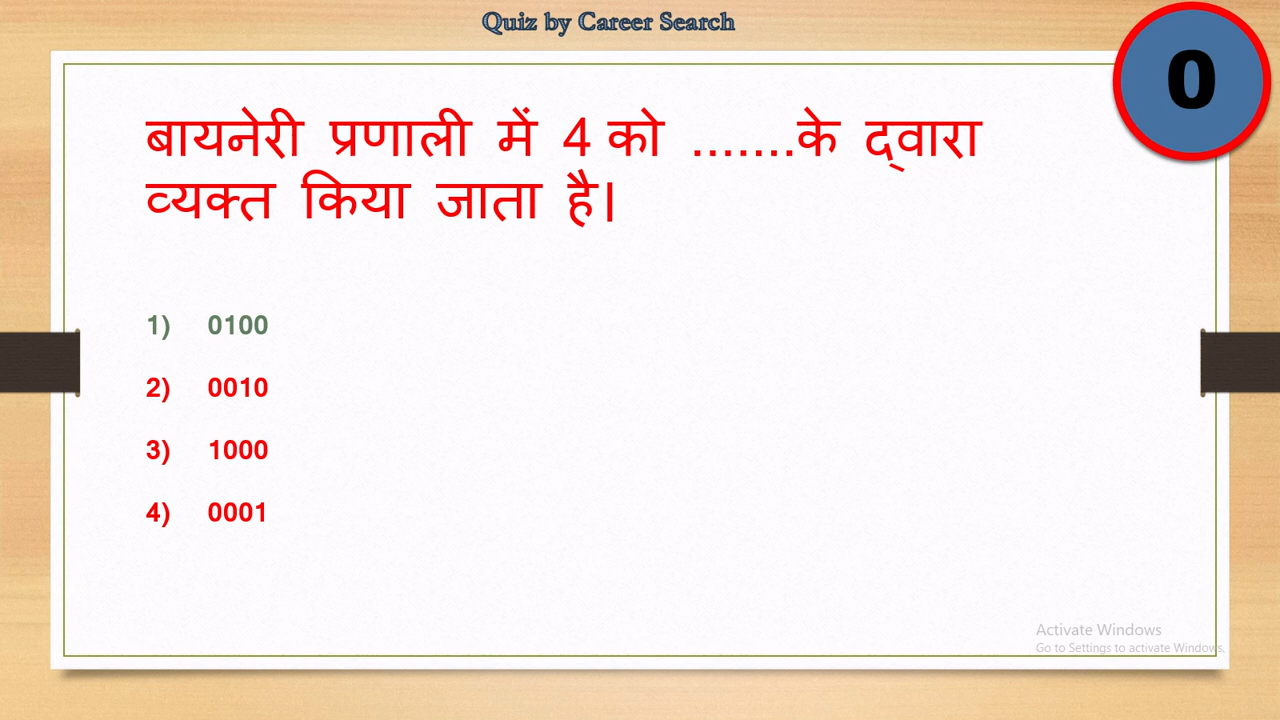 Quiz by Career Search
0
बायनेरी प्रणाली में 4 को .......के द्वारा
व्यक्त किया जाता है।
1) 0100
2) 0010
3) 1000
4) 0001
Activate Windows
Go to Settings to activate Windows.